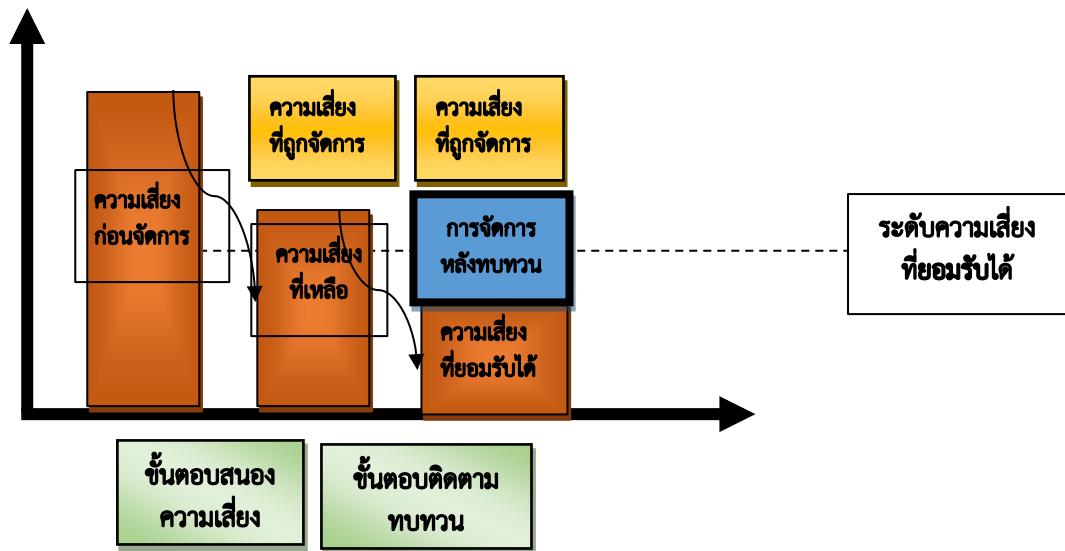 ความเสี่ยง
ที่ถูกจัดการ
ความเสี่ยง
ที่ถูกจัดการ
ความเสี่ยง
ก่อนจัดการ
ความเสี่ยง
ที่เหลือ
การจัดการ
หลังทบทวน
ระดับความเสี่ยง
ที่ยอมรับได้
ความเสี่ยง
ที่ยอมรับได้
ขั้นตอบสนอง
ความเสี่ยง
ขั้นตอบติดตาม
ทบทวน